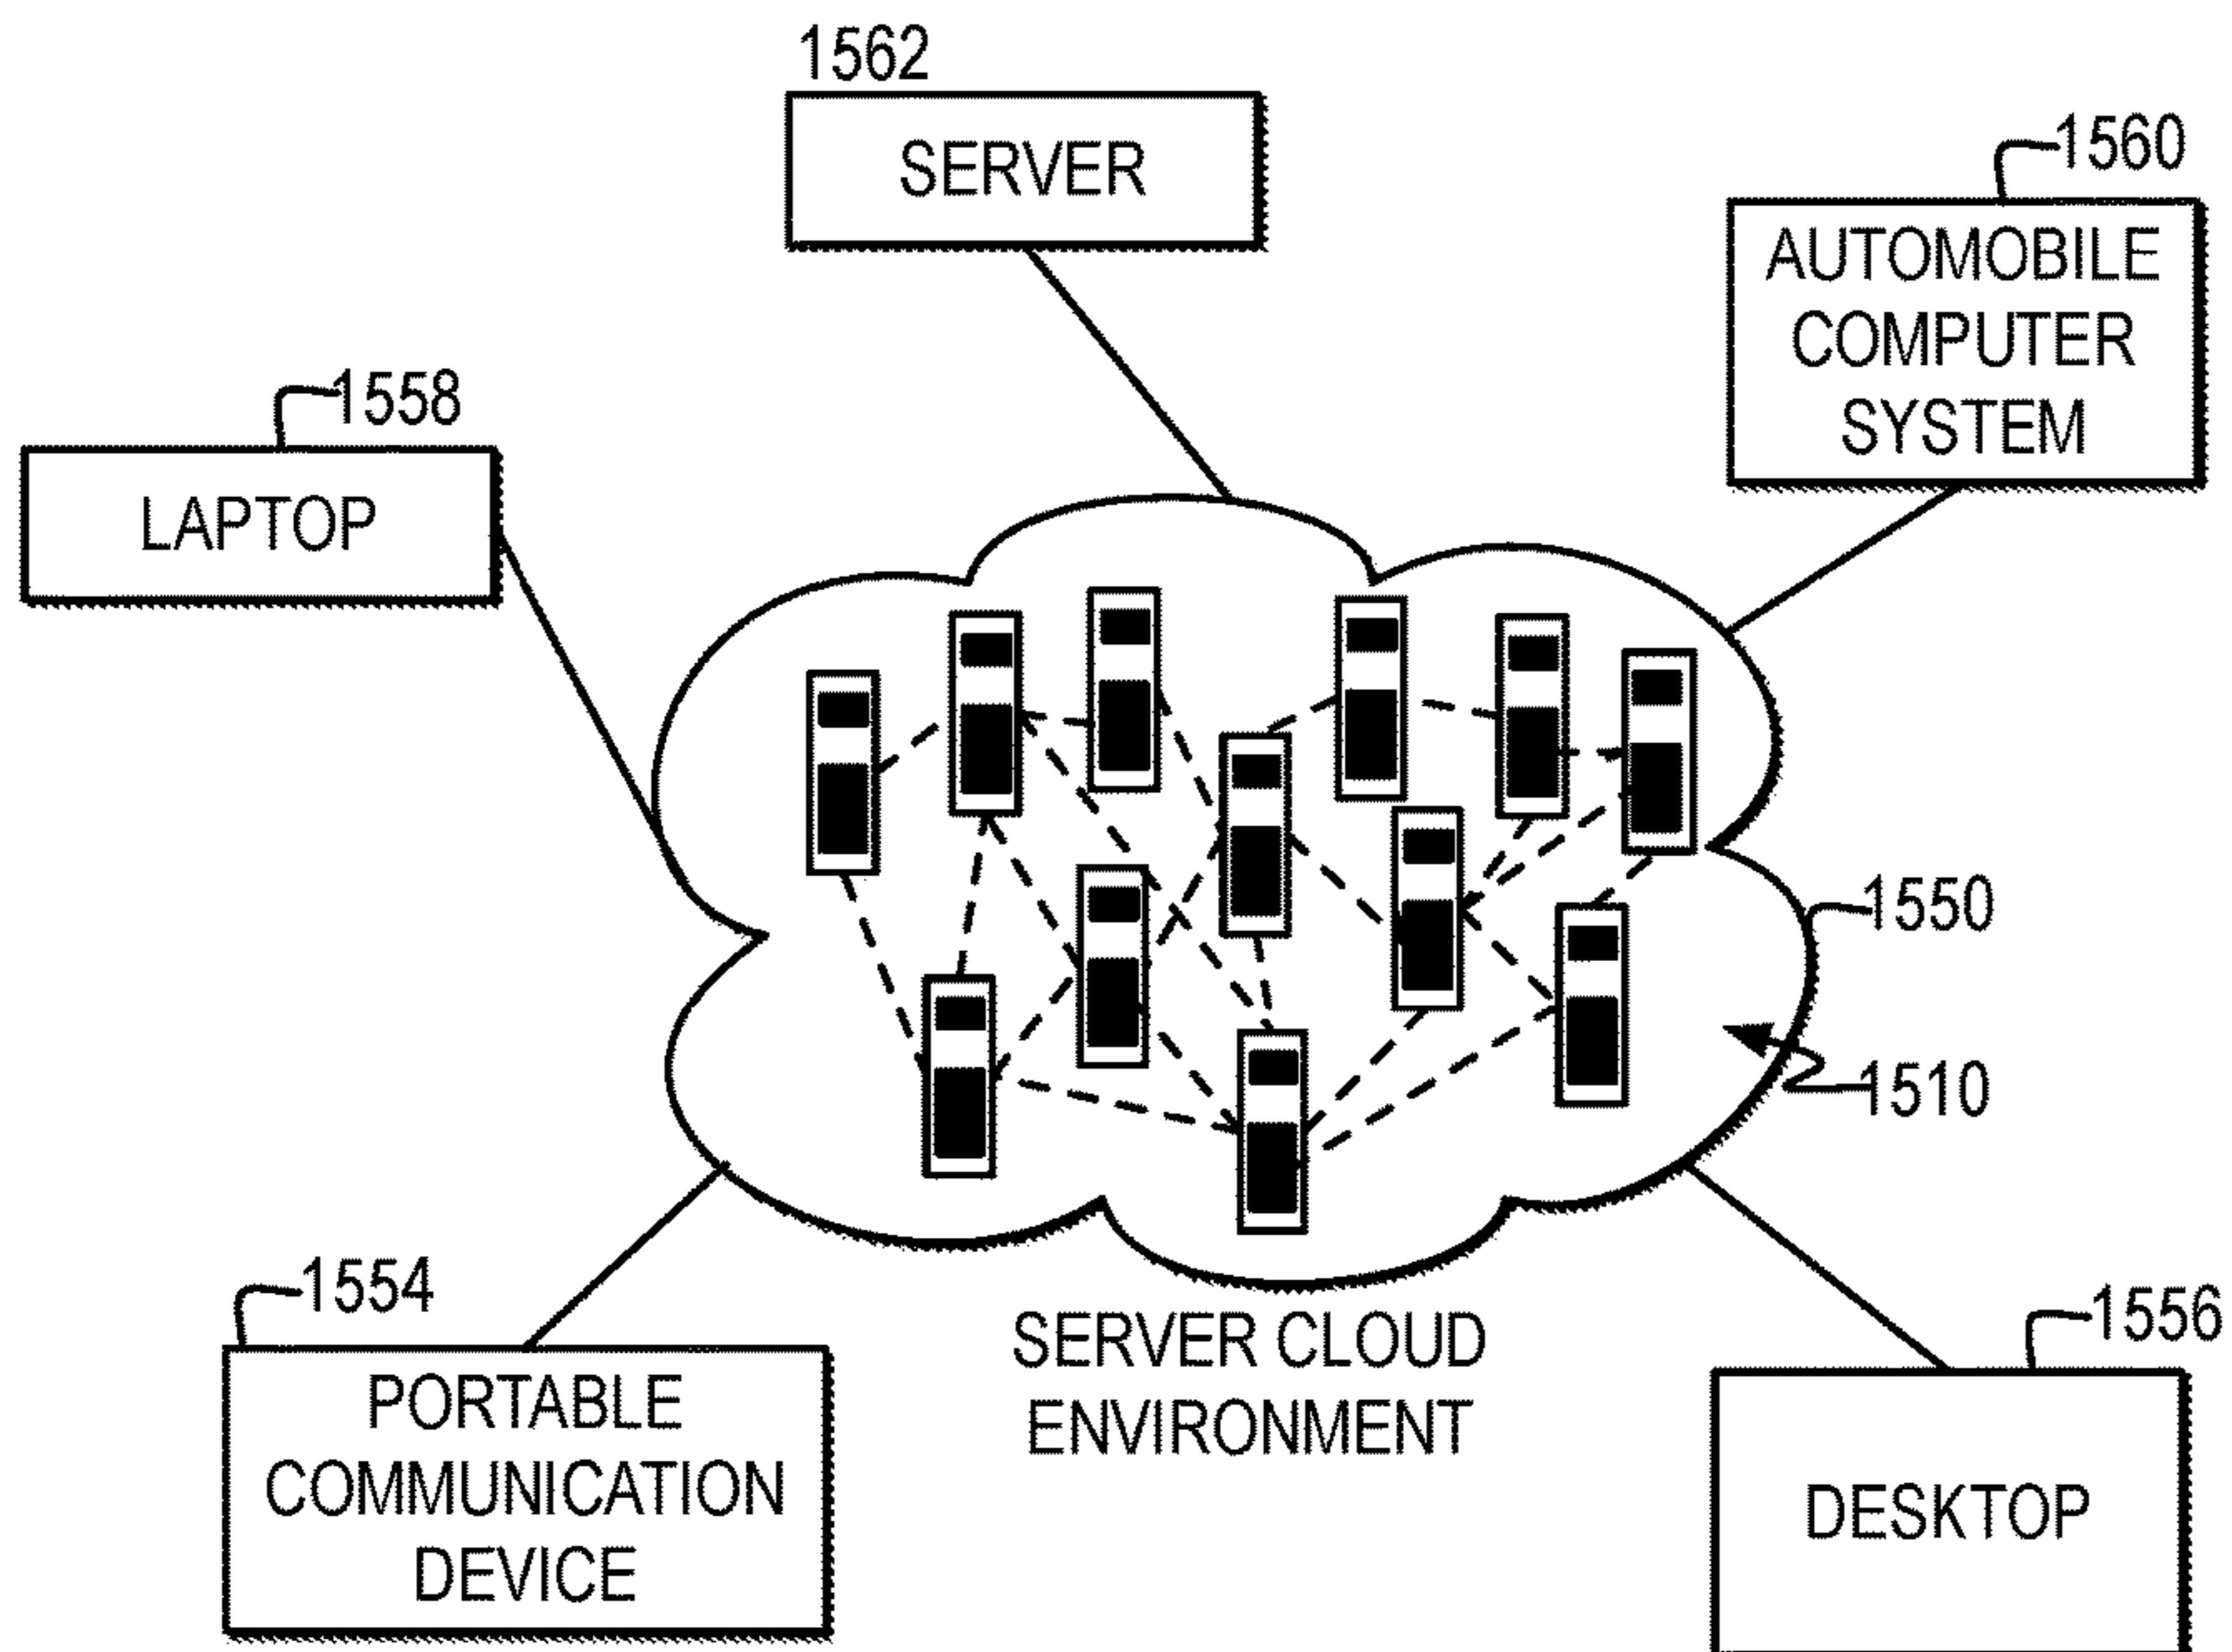 1562
SERVER
1560
AUTOMOBILE
COMPUTER
SYSTEM
1558
LAPTOP
1550
1510
1554
PORTABLE
COMMUNICATION
DEVICE
SERVER CLOUD
ENVIRONMENT
1556
DESKTOP